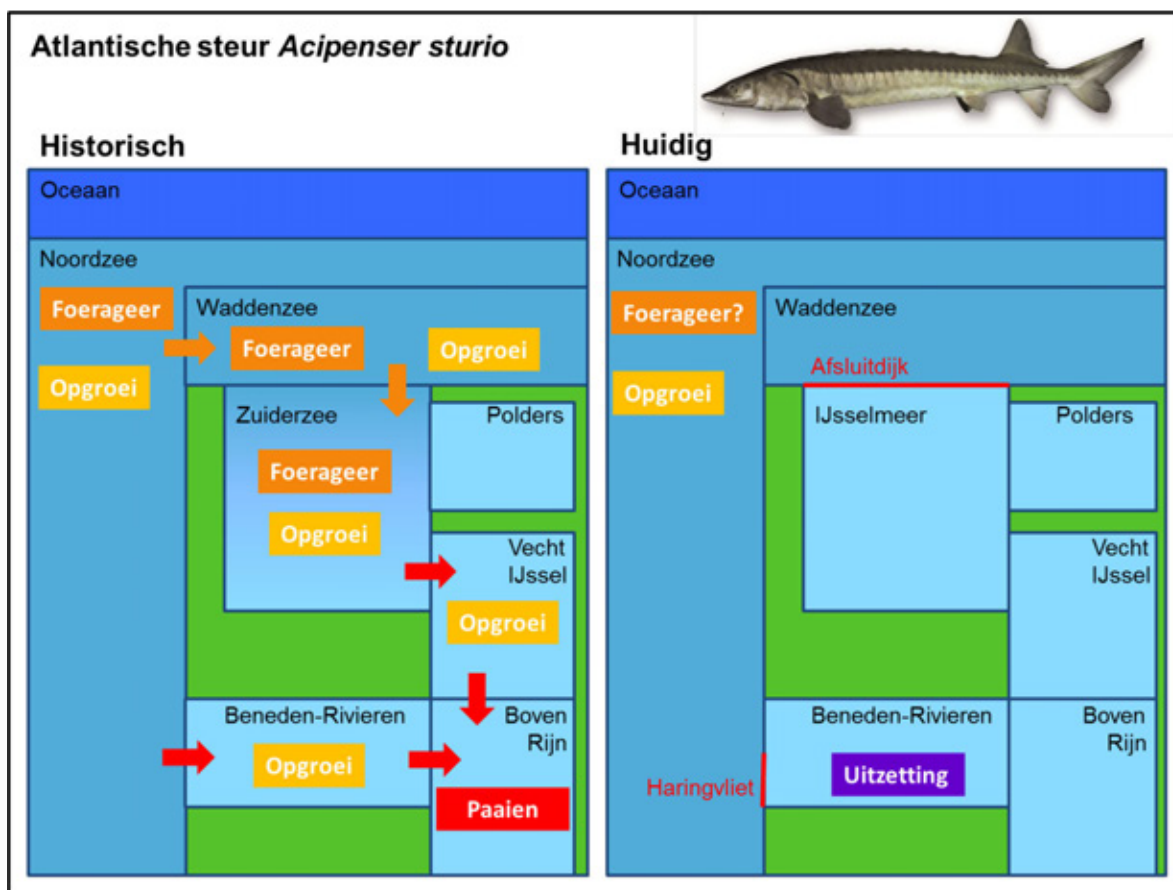 Atlantische steur Acipenser sturio
Historisch
Oceaan
Noordzee
Foerageer
Waddenzee
Foerageer
Opgroei
Opgroei
Zuiderzee
Polders
Foerageer
Opgroei
Vecht
IJssel
Opgroei
Beneden-Rivieren
Boven
Rijn
Opgroei
Paaien
Huidig
Oceaan
Noordzee
Foerageer?
Waddenzee
Opgroei
Afsluitdijk
IJsselmeer
Polders
Vecht
IJssel
Beneden-Rivieren
Boven
Rijn
Haringvliet
Uitzetting